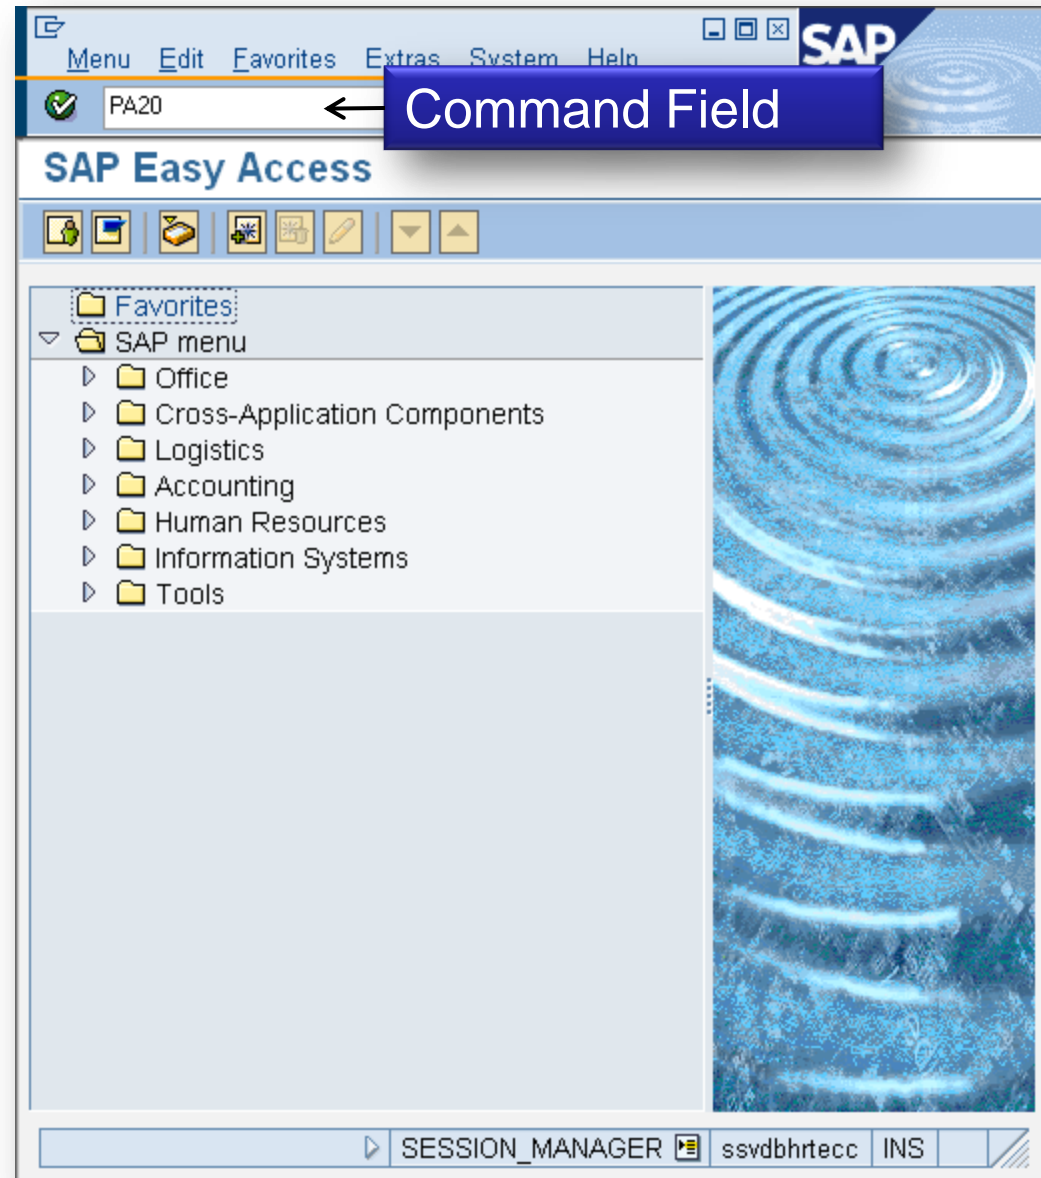 Menu Edit Favorites Extras System Help
SAP
PA20
Command Field
SAP Easy Access
Favorites
SAP menu
Office
Cross-Application Components
Logistics
Accounting
Human Resources
Information Systems
Tools
SESSION_MANAGER ssvdbhrtecc INS